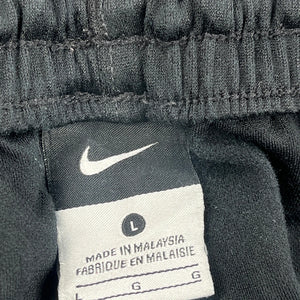 L
MADE IN MALAYSIA
FABRIQUÉ EN MALAISIE
L G G